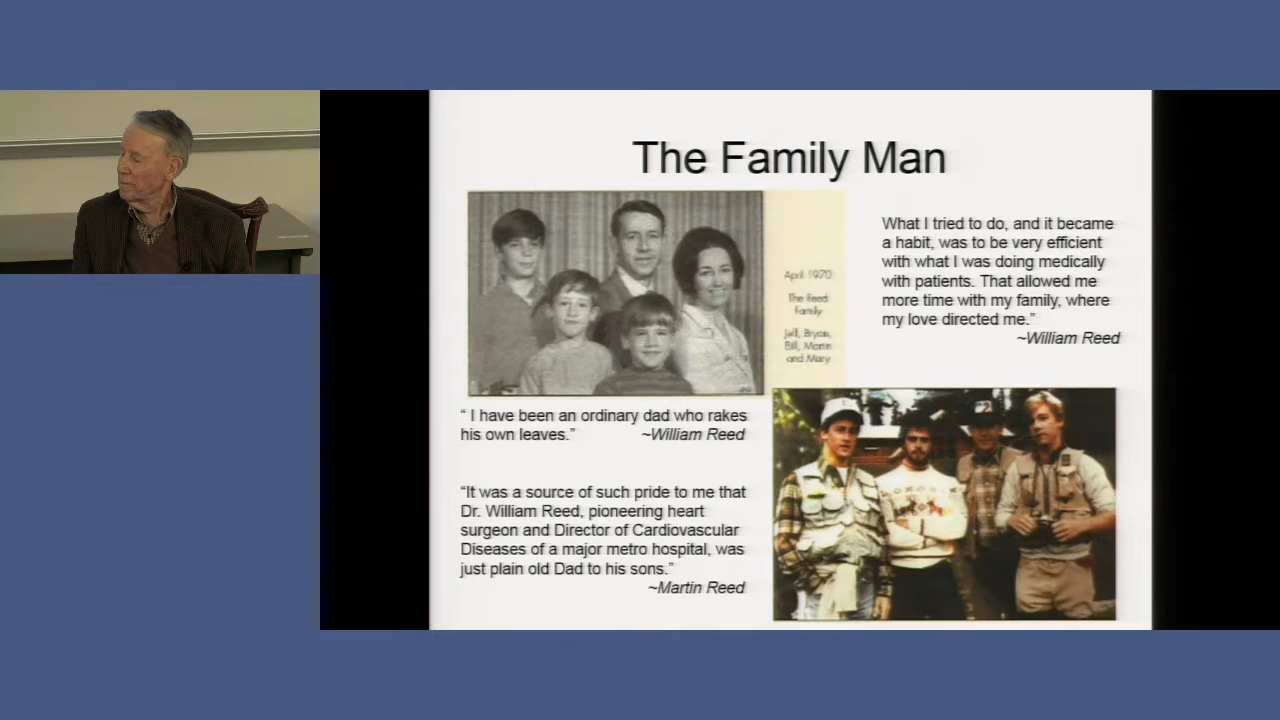 The Family Man
April 1970
The Reed
Family
Jeff, Bryan,
Bill, Martin
and Mary
What I tried to do, and it became
a habit, was to be very efficient
with what I was doing medically
with patients. That allowed me
more time with my family, where
my love directed me.”
~William Reed
“ I have been an ordinary dad who rakes
his own leaves.” ~William Reed
“It was a source of such pride to me that
Dr. William Reed, pioneering heart
surgeon and Director of Cardiovascular
Diseases of a major metro hospital, was
just plain old Dad to his sons.”
~Martin Reed